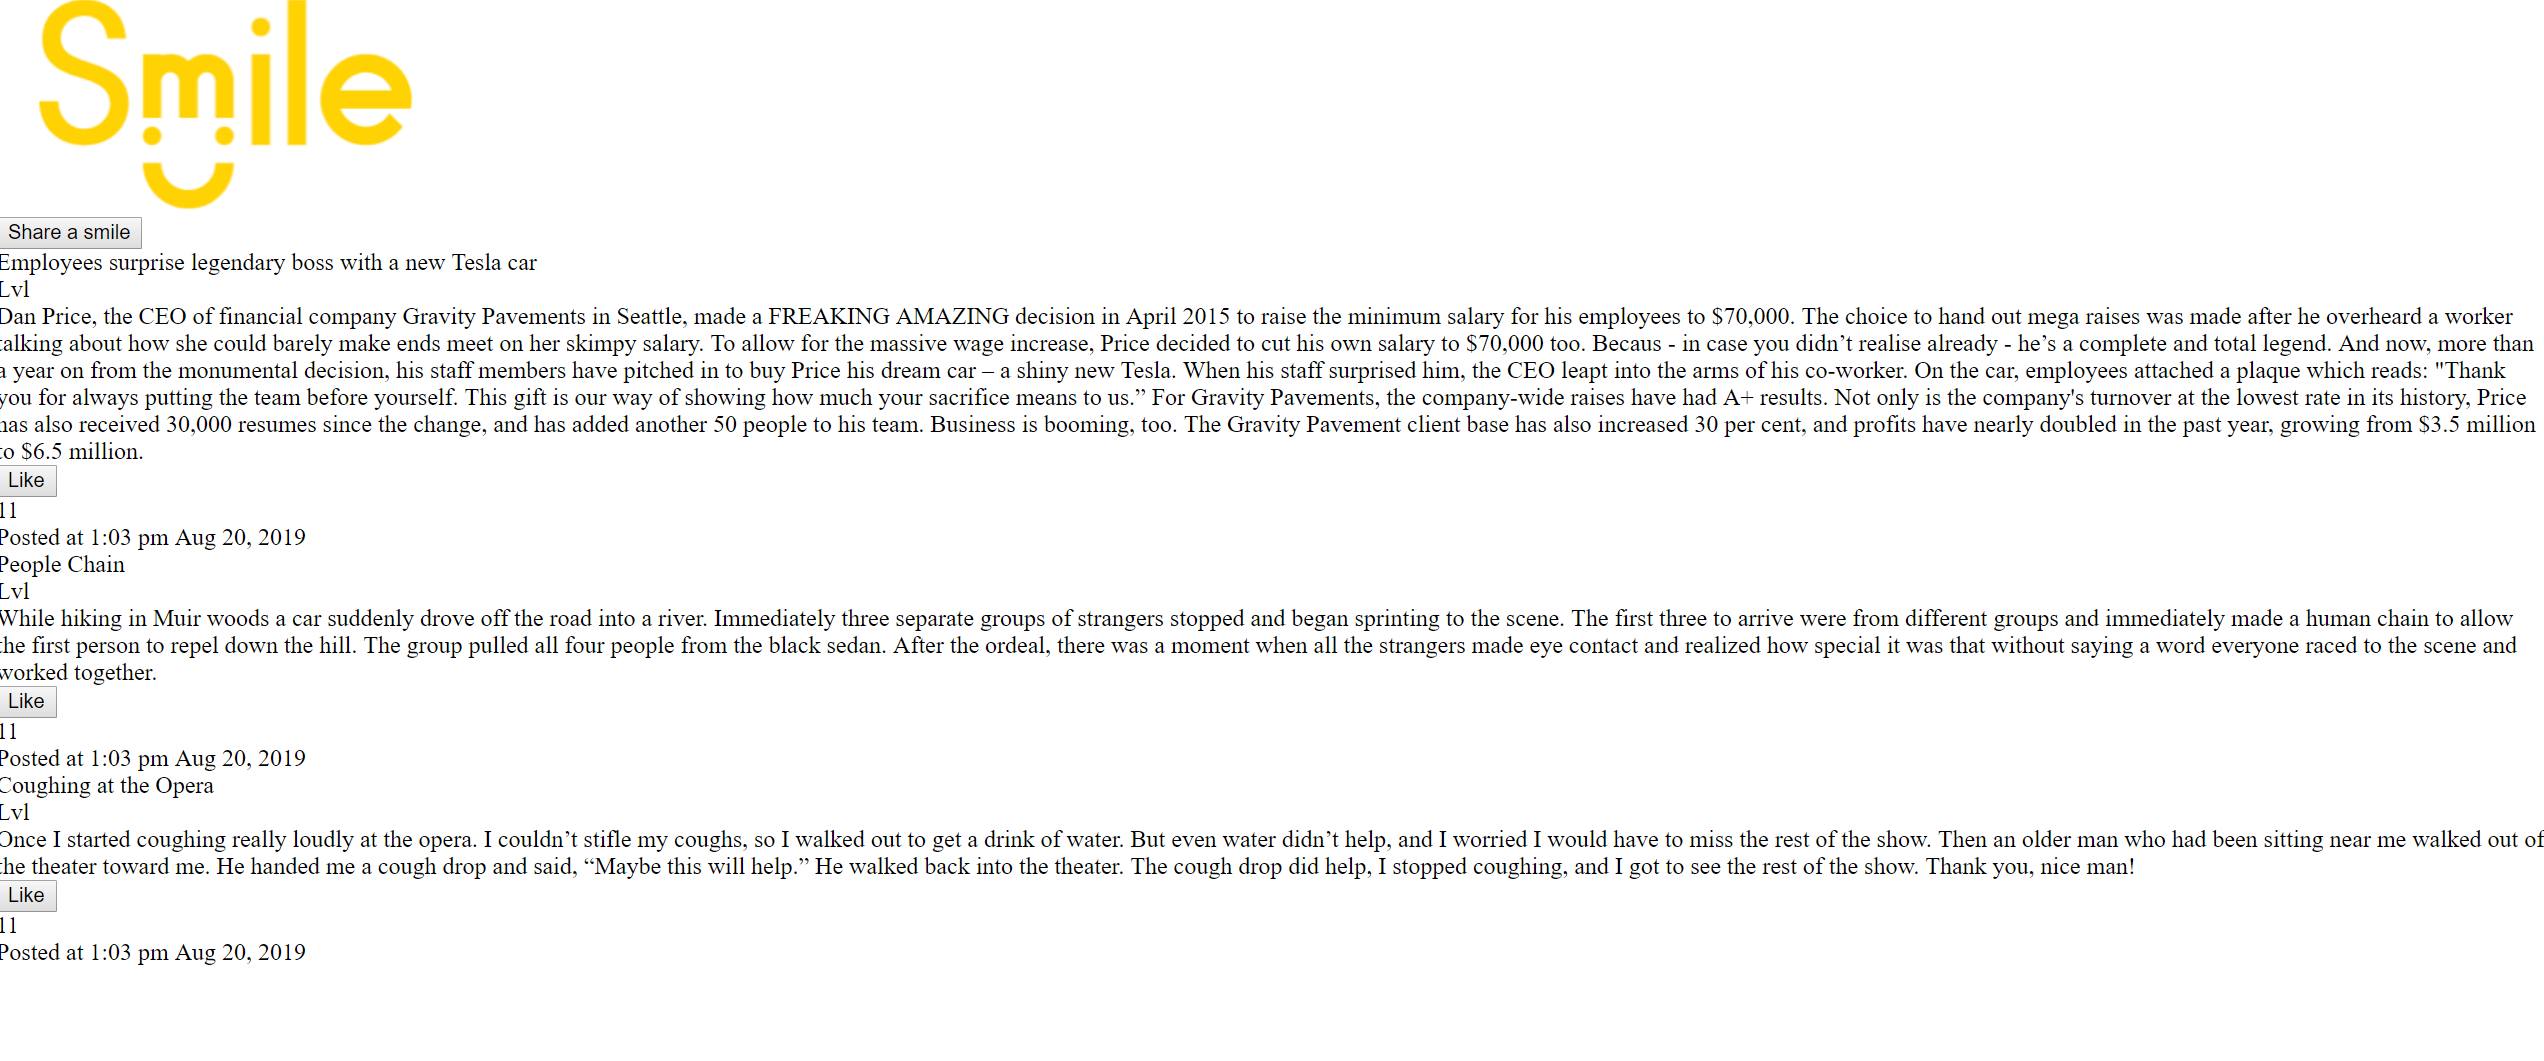 Smile
Share a smile
Employees surprise legendary boss with a new Tesla car
Lvl
Dan Price, the CEO of financial company Gravity Pavements in Seattle, made a FREAKING AMAZING decision in April 2015 to raise the minimum salary for his employees to $70,000. The choice to hand out mega raises was made after he overheard a worker
talking about how she could barely make ends meet on her skimpy salary. To allow for the massive wage increase, Price decided to cut his own salary to $70,000 too. Becaus - in case you didn’t realise already - he’s a complete and total legend. And now, more than
a year on from the monumental decision, his staff members have pitched in to buy Price his dream car – a shiny new Tesla. When his staff surprised him, the CEO leapt into the arms of his co-worker. On the car, employees attached a plaque which reads: "Thank
you for always putting the team before yourself. This gift is our way of showing how much your sacrifice means to us.” For Gravity Pavements, the company-wide raises have had A+ results. Not only is the company's turnover at the lowest rate in its history, Price
has also received 30,000 resumes since the change, and has added another 50 people to his team. Business is booming, too. The Gravity Pavement client base has also increased 30 per cent, and profits have nearly doubled in the past year, growing from $3.5 million
to $6.5 million.
Like
11
Posted at 1:03 pm Aug 20, 2019
People Chain
Lvl
While hiking in Muir woods a car suddenly drove off the road into a river. Immediately three separate groups of strangers stopped and began sprinting to the scene. The first three to arrive were from different groups and immediately made a human chain to allow
the first person to repel down the hill. The group pulled all four people from the black sedan. After the ordeal, there was a moment when all the strangers made eye contact and realized how special it was that without saying a word everyone raced to the scene and
worked together.
Like
11
Posted at 1:03 pm Aug 20, 2019
Coughing at the Opera
Lvl
Once I started coughing really loudly at the opera. I couldn’t stifle my coughs, so I walked out to get a drink of water. But even water didn’t help, and I worried I would have to miss the rest of the show. Then an older man who had been sitting near me walked out of
the theater toward me. He handed me a cough drop and said, “Maybe this will help.” He walked back into the theater. The cough drop did help, I stopped coughing, and I got to see the rest of the show. Thank you, nice man!
Like
11
Posted at 1:03 pm Aug 20, 2019